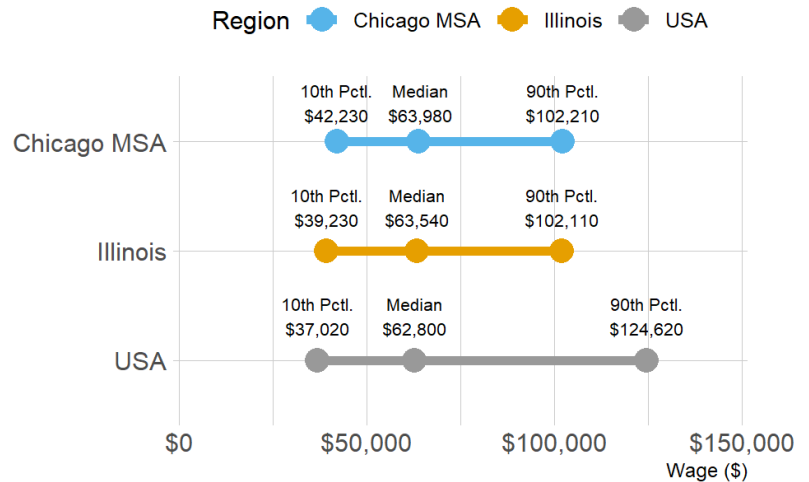 Region Chicago MSA Illinois USA
10th Pctl. Median 90th Pctl.
$42,230 $63,980 $102,210
Chicago MSA
10th Pctl. Median 90th Pctl.
$39,230 $63,540 $102,110
Illinois
10th Pctl. Median 90th Pctl.
$37,020 $62,800 $124,620
USA
$0 $50,000 $100,000 $150,000
Wage ($)